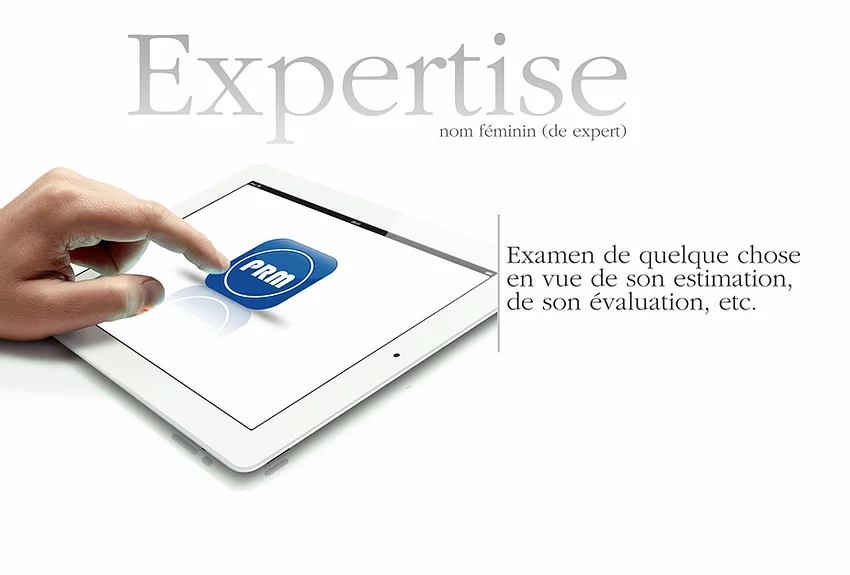 Expertise
nom féminin (de expert)
PRM
Examen de quelque chose
en vue de son estimation,
de son évaluation, etc.